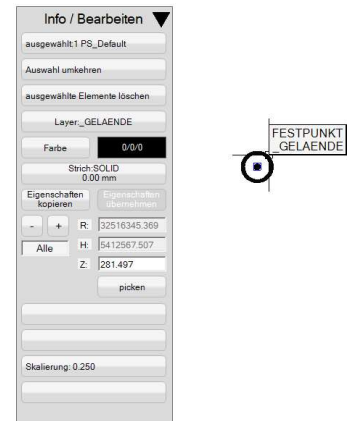 Info / Bearbeiten
ausgewählt:1 PS_Default
Auswahl umkehren
ausgewählte Elemente löschen
Layer:_GELAENDE
Farbe
0/0/0
Strich:SOLID
0.00 mm
Eigenschaften
kopieren
Eigenschaften
übernehmen
-
+
R:
32516345.369
Alle
H:
5412567.507
Z:
281.497
picken
Skalierung: 0.250
FESTPUNKT
_GELAENDE